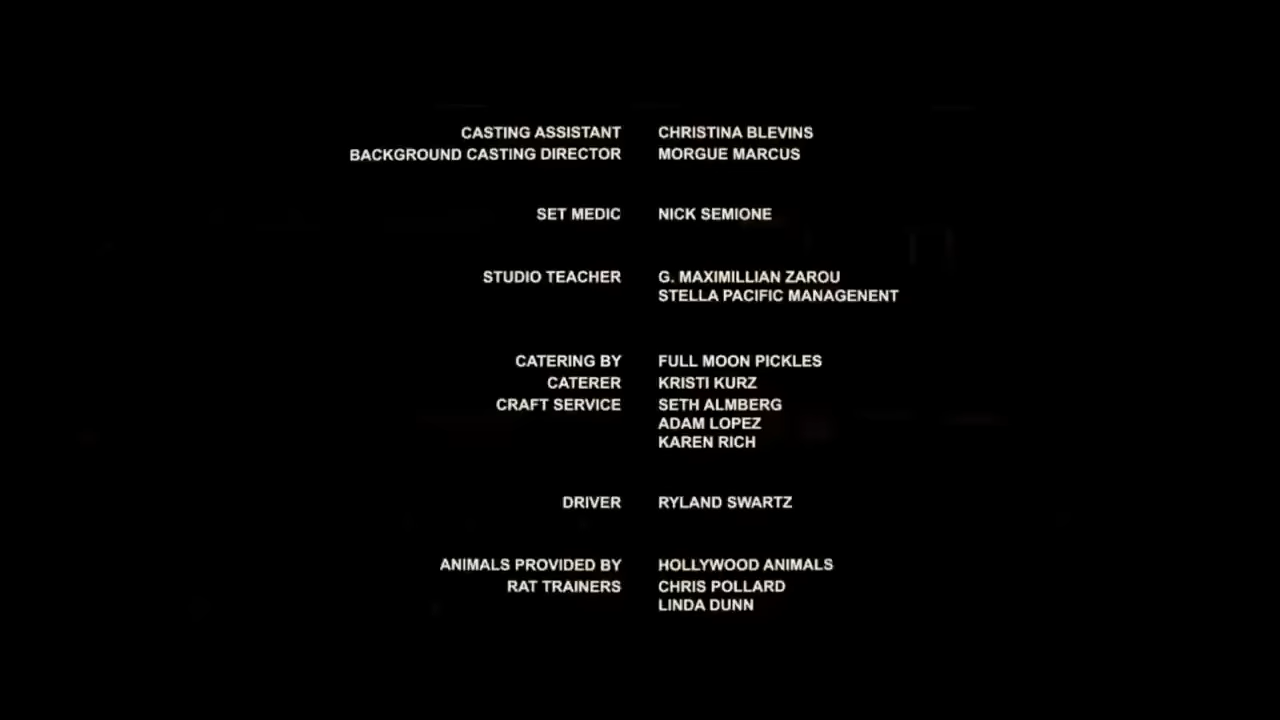 CASTING ASSISTANT CHRISTINA BLEVINS
BACKGROUND CASTING DIRECTOR MORGUE MARCUS
SET MEDIC NICK SEMIONE
STUDIO TEACHER G. MAXIMILLIAN ZAROU
STELLA PACIFIC MANAGENENT
CATERING BY FULL MOON PICKLES
CATERER KRISTI KURZ
CRAFT SERVICE SETH ALMBERG
ADAM LOPEZ
KAREN RICH
DRIVER RYLAND SWARTZ
ANIMALS PROVIDED BY HOLLYWOOD ANIMALS
RAT TRAINERS CHRIS POLLARD
LINDA DUNN